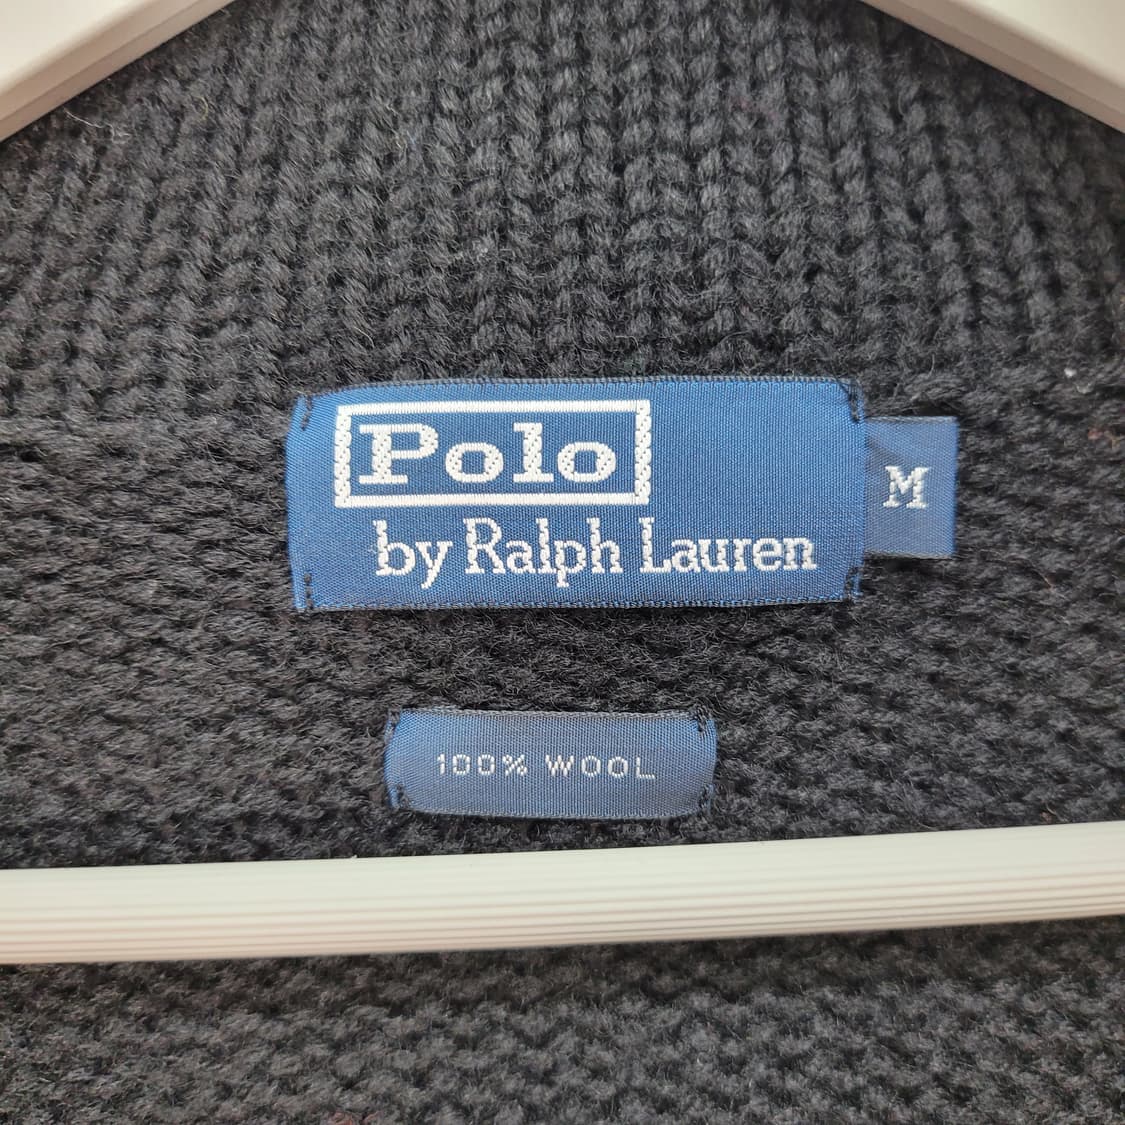 Polo
by Ralph Lauren
M
100% WOOL